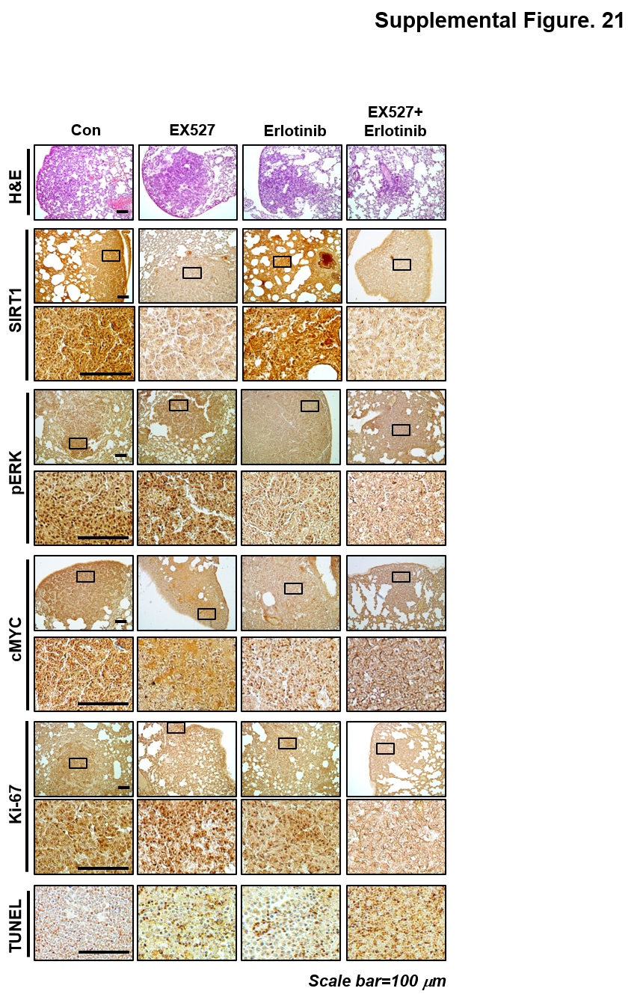 Supplemental Figure. 21
Con
EX527
Erlotinib
EX527+
Erlotinib
H&E
SIRT1
pERK
cMYC
Ki-67
TUNEL
Scale bar=100 μm